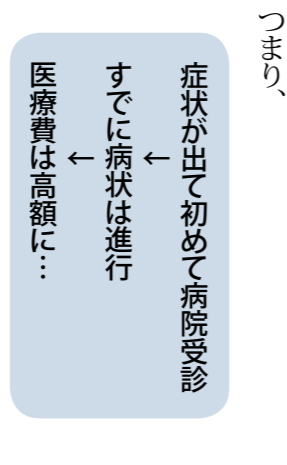 つまり、
症状が出て初めて病院受診
←
すでに病状は進行
←
医療費は高額に…